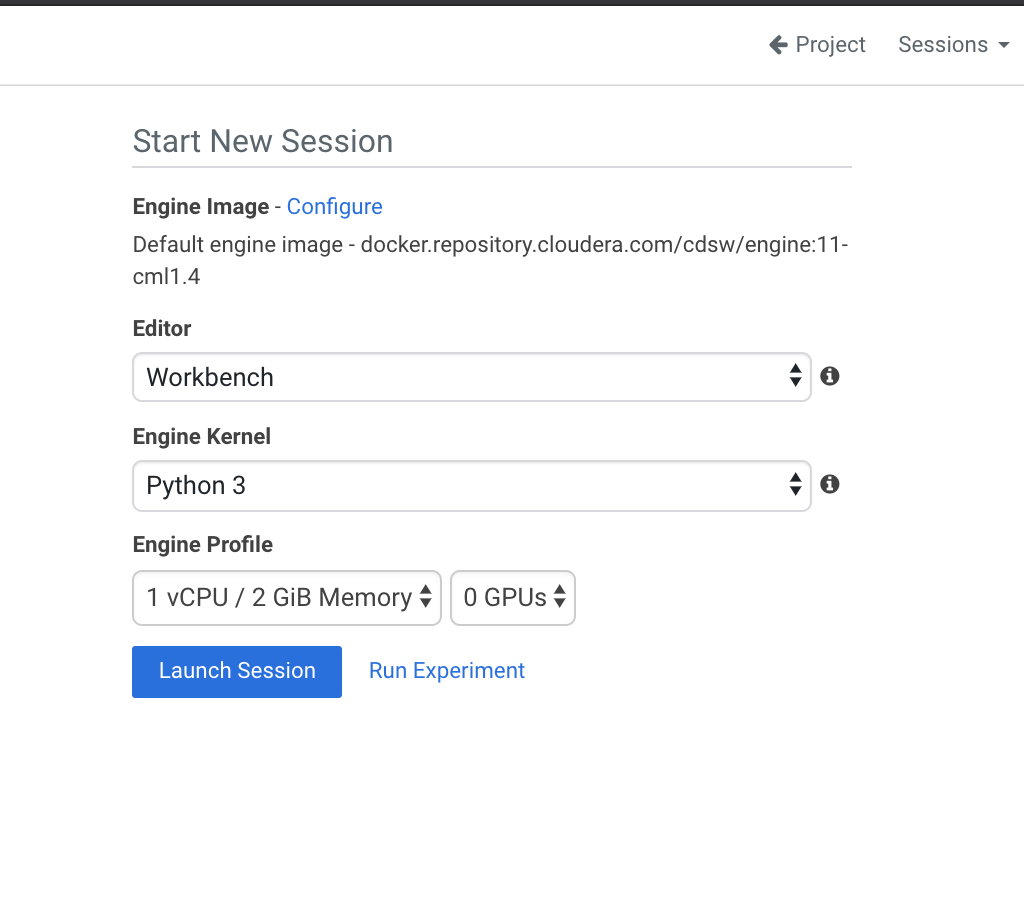 Project Sessions
Start New Session
Engine Image - Configure
Default engine image - docker.repository.cloudera.com/cdsw/engine:11-
cml1.4
Editor
Workbench
Engine Kernel
Python 3
Engine Profile
1 vCPU / 2 GiB Memory 0 GPUs
Launch Session Run Experiment